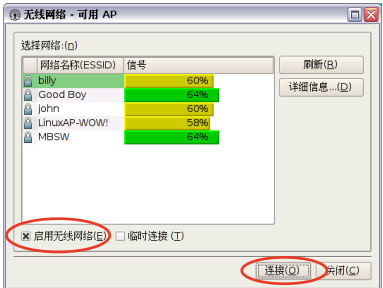 无线网络 - 可用 AP
选择网络:(n)
网络名称(ESSID) 信号
billy 60%
Good Boy 64%
john 60%
LinuxAP-WOW! 58%
MBSW 64%
刷新(R)
详细信息...(D)
启用无线网络(E) 临时连接 (T)
连接(O) 关闭(C)